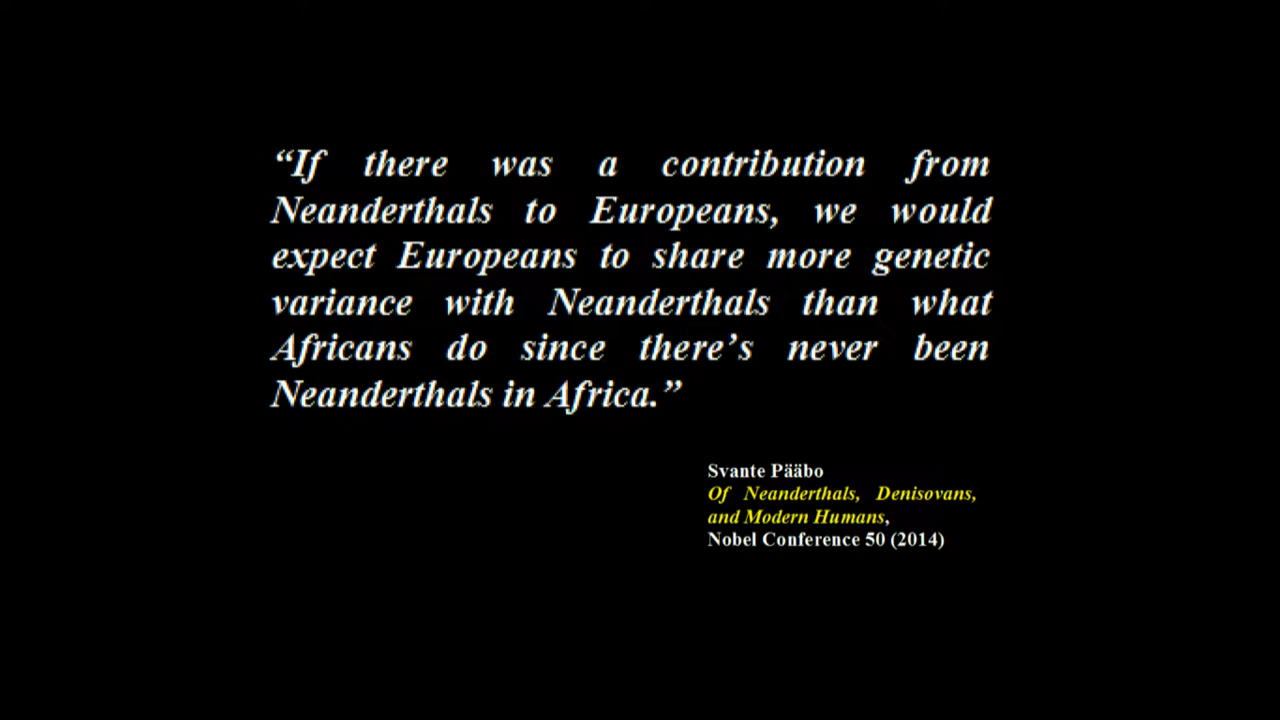 “If there was a contribution from
Neanderthals to Europeans, we would
expect Europeans to share more genetic
variance with Neanderthals than what
Africans do since there’s never been
Neanderthals in Africa.”
Svante Pääbo
Of Neanderthals, Denisovans,
and Modern Humans,
Nobel Conference 50 (2014)